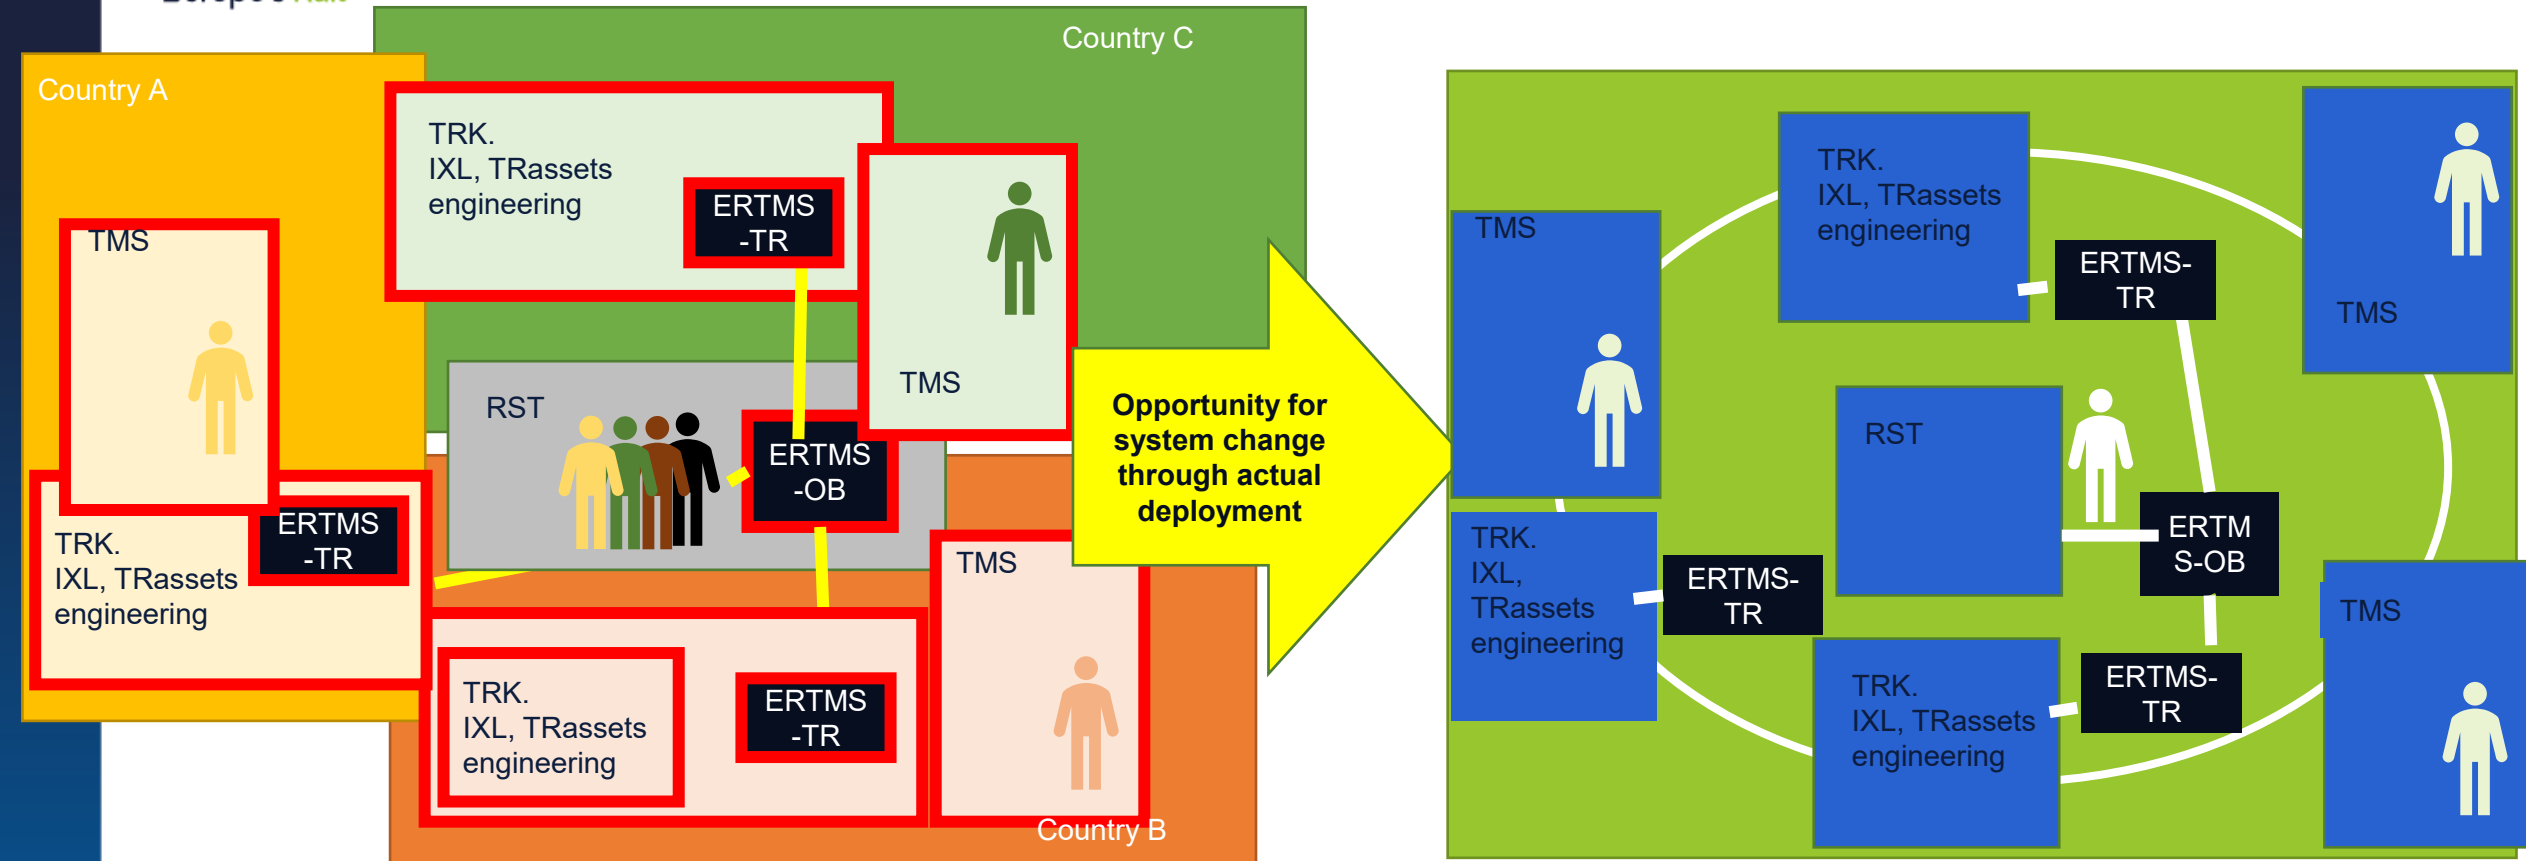 Europe's Rail
Country C
Country A
TRK.
IXL, TRassets
engineering
ERTMS
-TR
TMS
TMS
RST
ERTMS
-OB
TRK.
IXL, TRassets
engineering
ERTMS
-TR
TMS
TRK.
IXL, TRassets
engineering
ERTMS
-TR
Country B
Opportunity for
system change
through actual
deployment
TRK.
IXL, TRassets
engineering
TMS
ERTMS-
TR
TMS
RST
ERTM
S-OB
TRK.
IXL,
TRassets
engineering
ERTMS-
TR
TMS
TRK.
IXL, TRassets
engineering
ERTMS-
TR